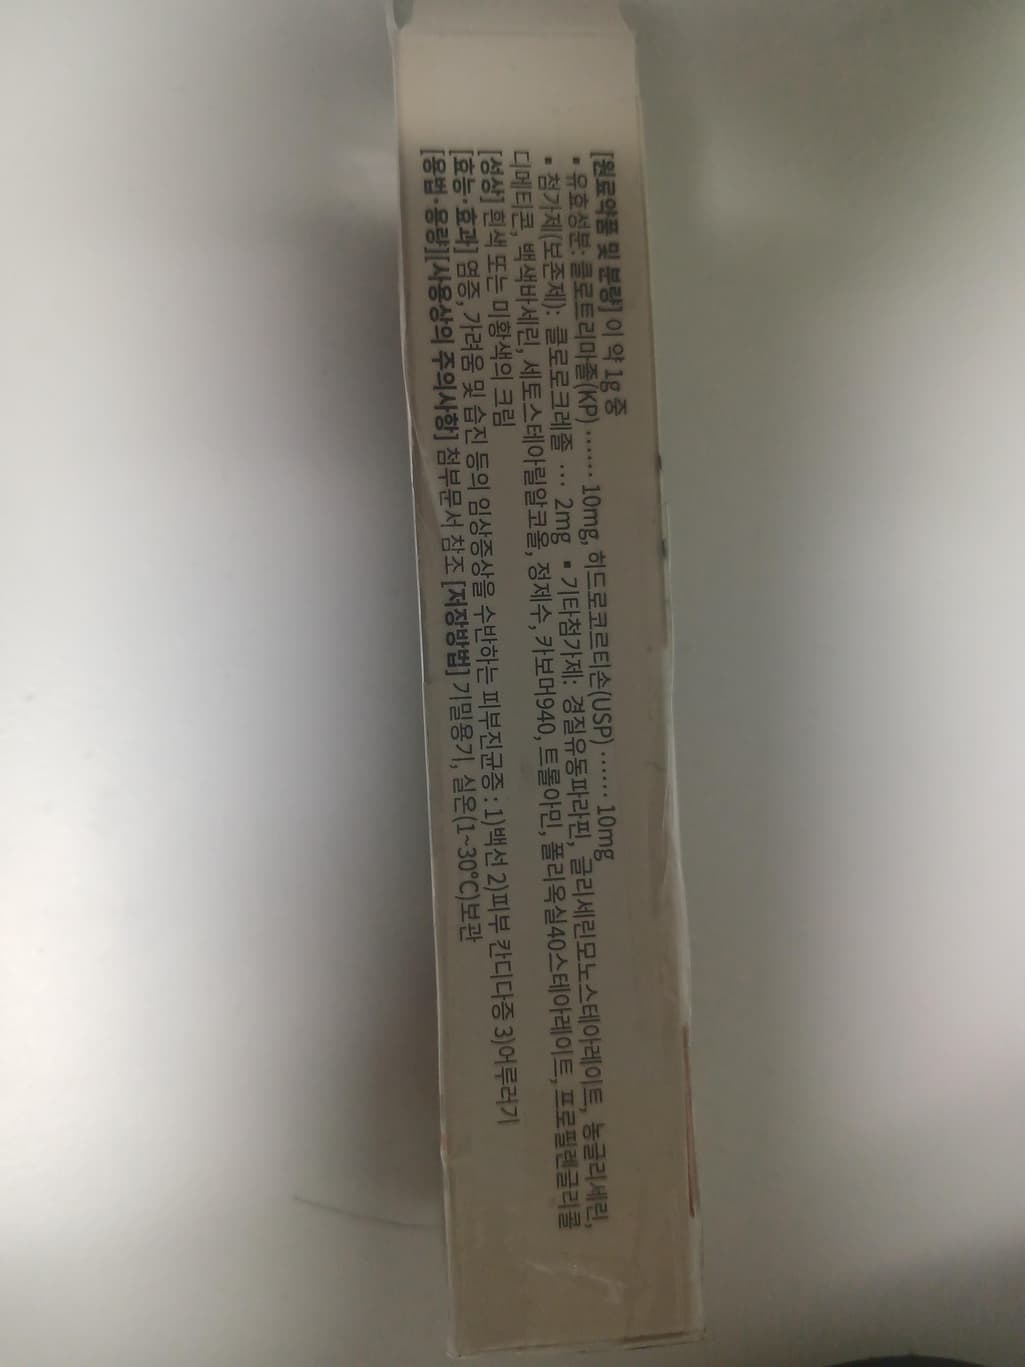 [원료약품 및 분량] 이 약 1g 중
▪ 유효성분: 클로트리마졸(KP) ······ 10mg, 히드로코르티손(USP) ······ 10mg
▪ 첨가제(보존제): 클로로크레졸 ··· 2mg ▪ 기타첨가제: 경질유동파라핀, 글리세린모노스테아레이트, 농글리세린,
디메티콘, 백색바세린, 세토스테아릴알코올, 정제수, 카보머940, 트롤아민, 폴리옥실40스테아레이트, 프로필렌글리콜
[성상] 흰색 또는 미황색의 크림
[효능·효과] 염증, 가려움 및 습진 등의 임상증상을 수반하는 피부진균증 : 1)백선 2)피부 칸디다증 3)어루러기
[용법·용량][사용상의 주의사항] 첨부문서 참조 [저장방법] 기밀용기, 실온(1~30°C)보관